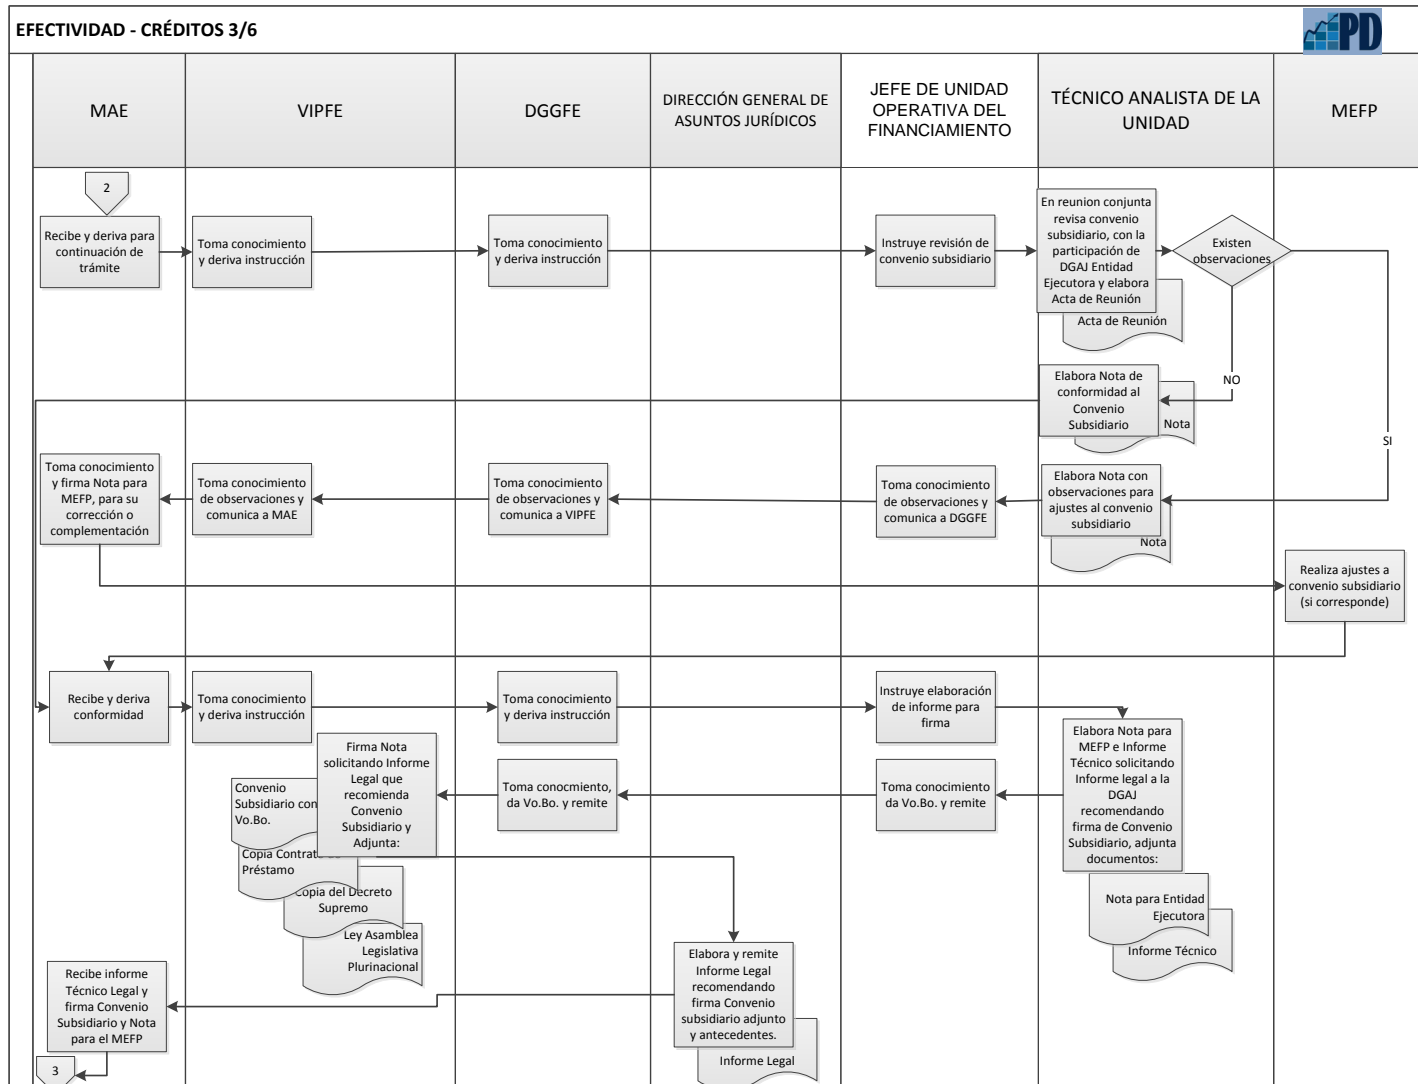 EFECTIVIDAD - CRÉDITOS 3/6
PD
MAE
VIPFE
DGGFE
DIRECCIÓN GENERAL DE
ASUNTOS JURÍDICOS
JEFE DE UNIDAD
OPERATIVA DEL
FINANCIAMIENTO
TÉCNICO ANALISTA DE LA
UNIDAD
MEFP
2
Recibe y deriva para
continuación de
trámite
Toma conocimiento
y deriva instrucción
Toma conocimiento
y deriva instrucción
Instruye revisión de
convenio subsidiario
En reunion conjunta
revisa convenio
subsidiario, con la
participación de
DGAJ Entidad
Ejecutora y elabora
Acta de Reunión
Acta de Reunión
Existen
observaciones
NO
SI
Elabora Nota de
conformidad al
Convenio
Subsidiario
Nota
Toma conocimiento
y firma Nota para
MEFP, para su
corrección o
complementación
Toma conocimiento
de observaciones y
comunica a MAE
Toma conocimiento
de observaciones y
comunica a VIPFE
Toma conocimiento
de observaciones y
comunica a DGGFE
Elabora Nota con
observaciones para
ajustes al convenio
subsidiario
Nota
Realiza ajustes a
convenio subsidiario
(si corresponde)
Recibe y deriva
conformidad
Toma conocimiento
y deriva instrucción
Toma conocimiento
y deriva instrucción
Instruye elaboración
de informe para
firma
Elabora Nota para
MEFP e Informe
Técnico solicitando
Informe legal a la
DGAJ
recomendando
firma de Convenio
Subsidiario, adjunta
documentos:
Nota para Entidad
Ejecutora
Informe Técnico
Toma conocimiento
da Vo.Bo. y remite
Toma conocmiento,
da Vo.Bo. y remite
Firma Nota
solicitando Informe
Legal que
recomienda
Convenio
Subsidiario y
Adjunta:
Convenio
Subsidiario con
Vo.Bo.
Copia Contrato
Préstamo
Copia del Decreto
Supremo
Ley Asamblea
Legislativa
Plurinacional
Elabora y remite
Informe Legal
recomendando
firma Convenio
subsidiario adjunto
y antecedentes.
Informe Legal
Recibe informe
Técnico Legal y
firma Convenio
Subsidiario y Nota
para el MEFP
3